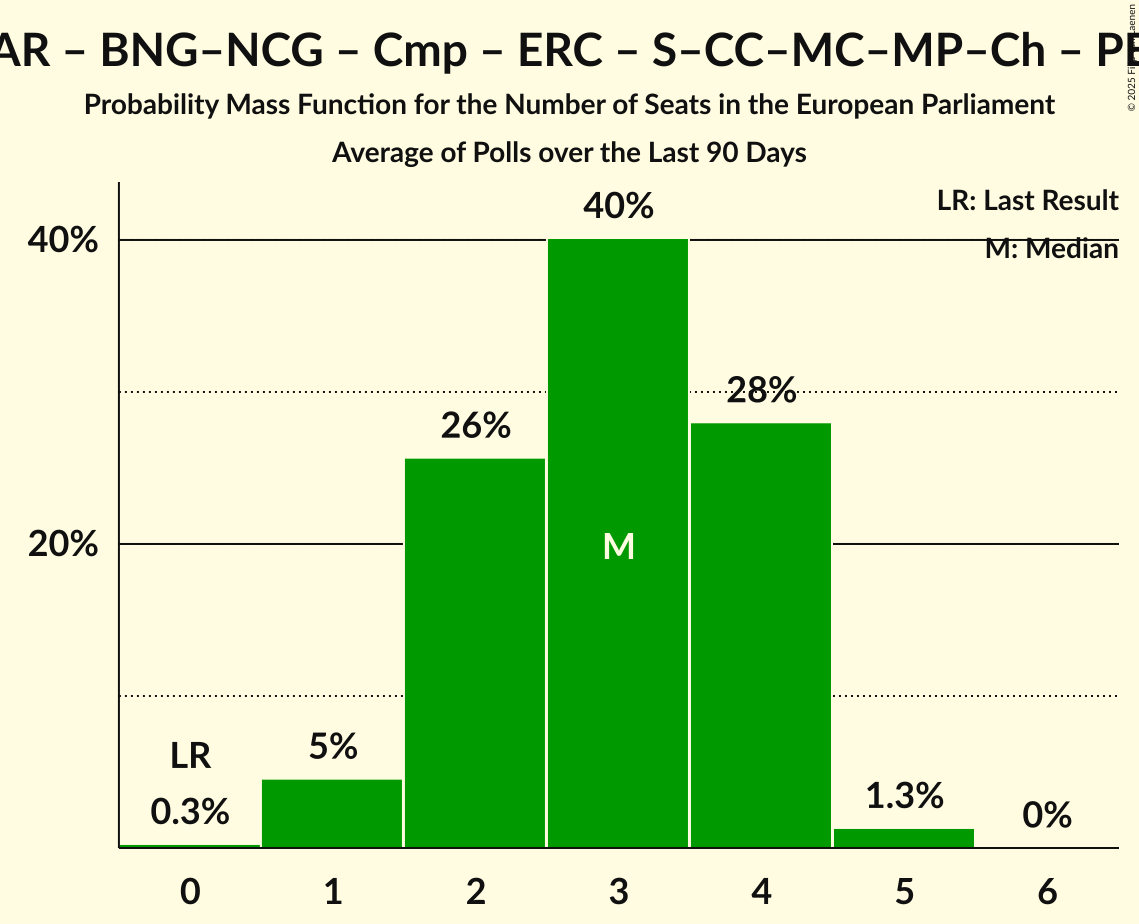 AR – BNG–NCG – Cmp – ERC – S–CC–MC–MP–Ch – PE
Probability Mass Function for the Number of Seats in the European Parliament
Average of Polls over the Last 90 Days
© 2025
LR: Last Result
M: Median
40%
20%
LR
0.3%
5%
26%
40%
M
28%
1.3%
0%
0 1 2 3 4 5 6